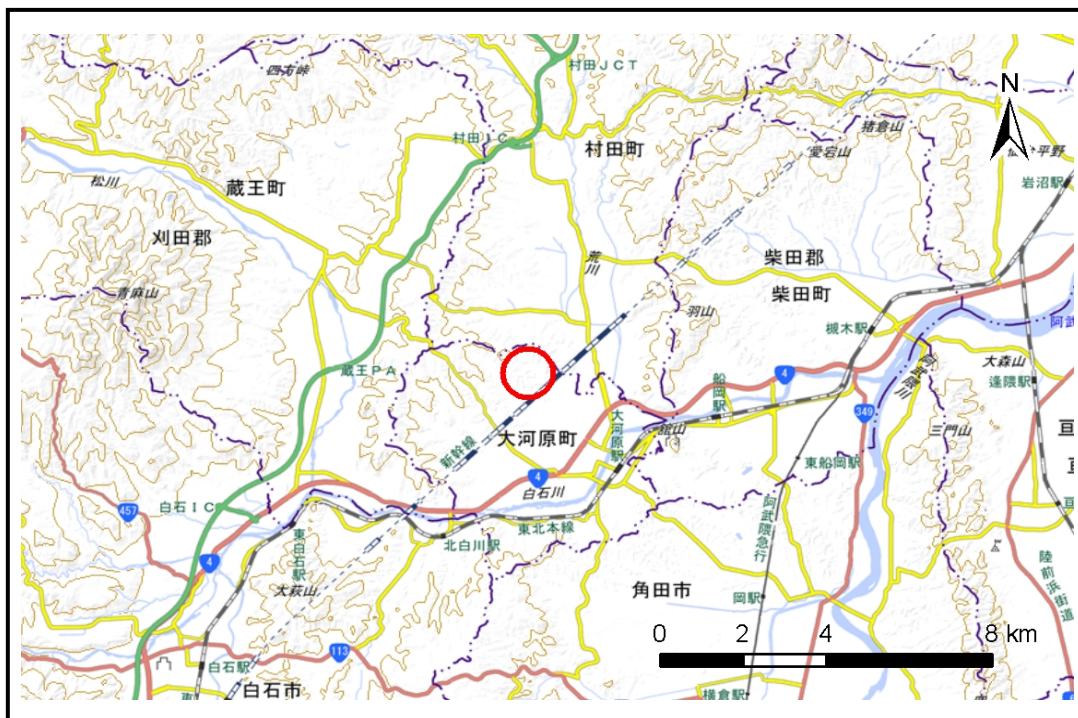 村田JCT
四方峠
N
村田IC
村田町
猪倉山
愛宕山
平野
岩沼駅
松川
蔵王町
刈田郡
荒川
柴田郡
柴田町
青麻山
羽山
槻木駅
阿武
大森山
逢隈駅
蔵王PA
4
船岡駅
阿武隈川
349
三門山
大河原駅
舘山
大河原町
新幹線
東船岡駅
亘
4
白石川
457
白石IC
東北本線
阿武隈急行
東白石駅
北白川駅
4
大萩山
角田市
岡駅
陸前浜街道
0 2 4 8 km
113
白石駅
白石市
横倉駅
東